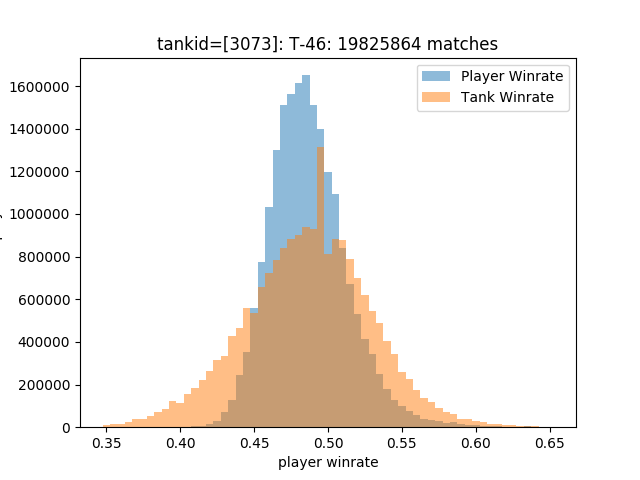 tankid=[3073]: T-46: 19825864 matches
Player Winrate
Tank Winrate
1600000
1400000
1200000
1000000
800000
600000
400000
200000
0
0.35 0.40 0.45 0.50 0.55 0.60 0.65
player winrate